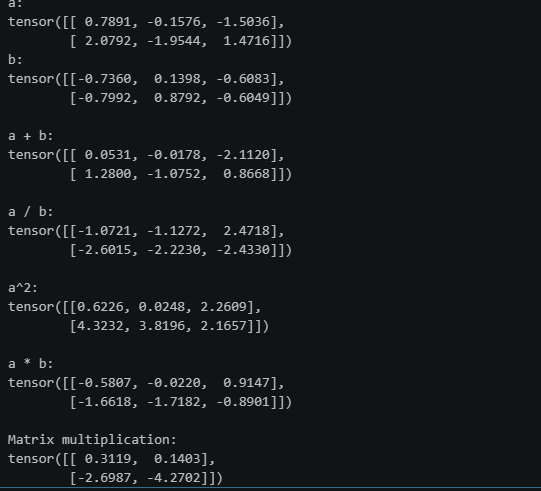 a:
tensor([[ 0.7891, -0.1576, -1.5036],
        [ 2.0792, -1.9544,  1.4716]])
b:
tensor([[-0.7360,  0.1398, -0.6083],
        [-0.7992,  0.8792, -0.6049]])

a + b:
tensor([[ 0.0531, -0.0178, -2.1120],
        [ 1.2800, -1.0752,  0.8668]])

a / b:
tensor([[-1.0721, -1.1272,  2.4718],
        [-2.6015, -2.2230, -2.4330]])

a^2:
tensor([[0.6226, 0.0248, 2.2609],
        [4.3232, 3.8196, 2.1657]])

a * b:
tensor([[-0.5807, -0.0220,  0.9147],
        [-1.6618, -1.7182, -0.8901]])

Matrix multiplication:
tensor([[ 0.3119,  0.1403],
        [-2.6987, -4.2702]])